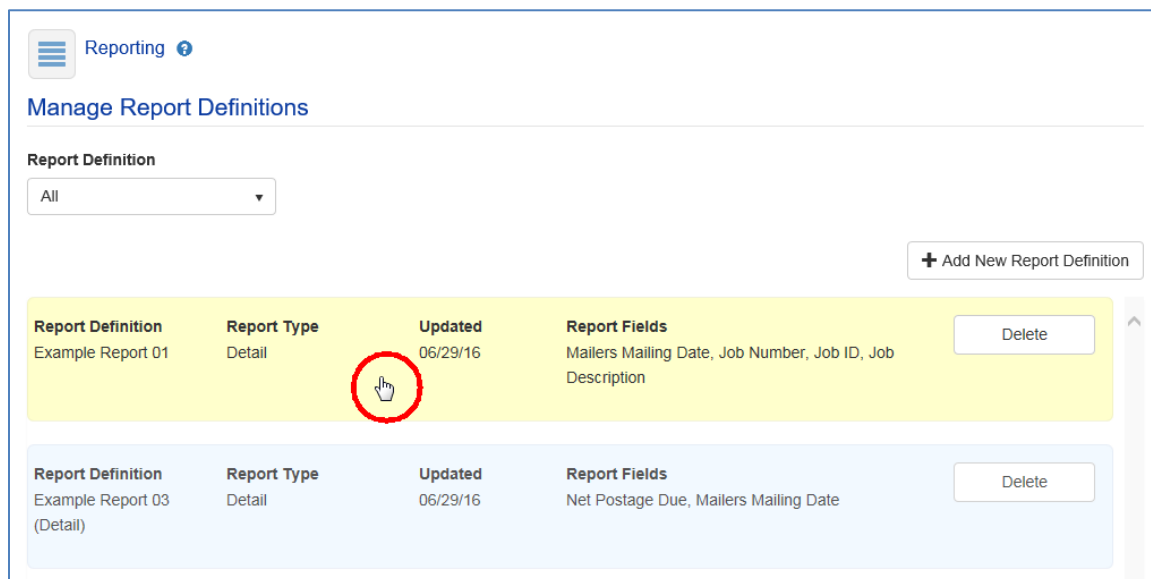 Reporting ?
Manage Report Definitions
Report Definition
All
+ Add New Report Definition
Report Definition Report Type Updated Report Fields Delete
Example Report 01 Detail 06/29/16 Mailers Mailing Date, Job Number, Job ID, Job
Description
Report Definition Report Type Updated Report Fields Delete
Example Report 03 Detail 06/29/16 Net Postage Due, Mailers Mailing Date
(Detail)